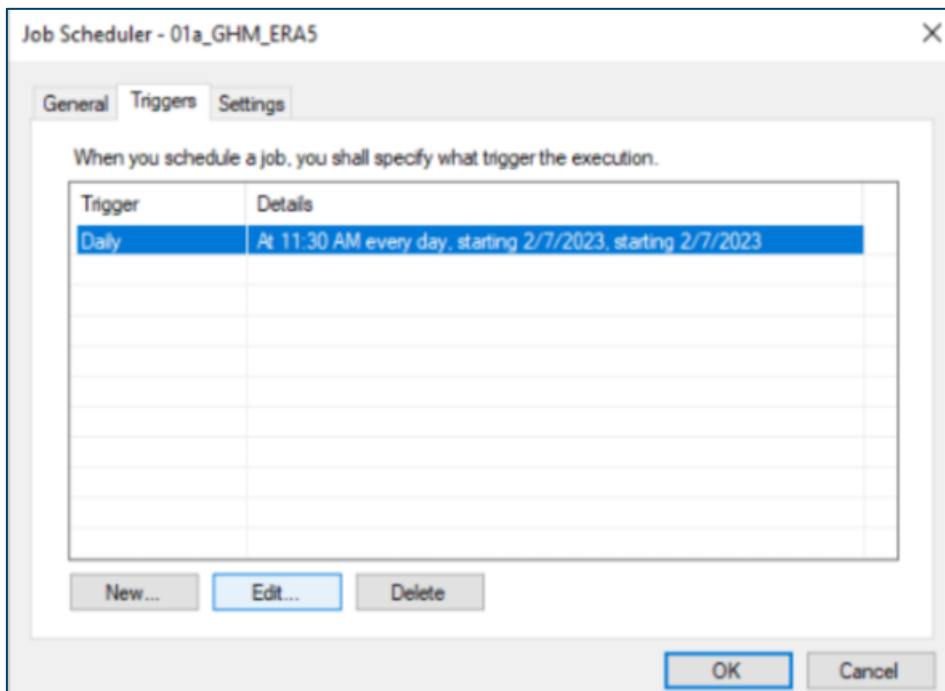 Job Scheduler - 01a_GHM_ERA5
General Triggers Settings
When you schedule a job, you shall specify what trigger the execution.
Trigger Details
Daily At 11:30 AM every day, starting 2/7/2023, starting 2/7/2023
New... Edit... Delete
OK Cancel